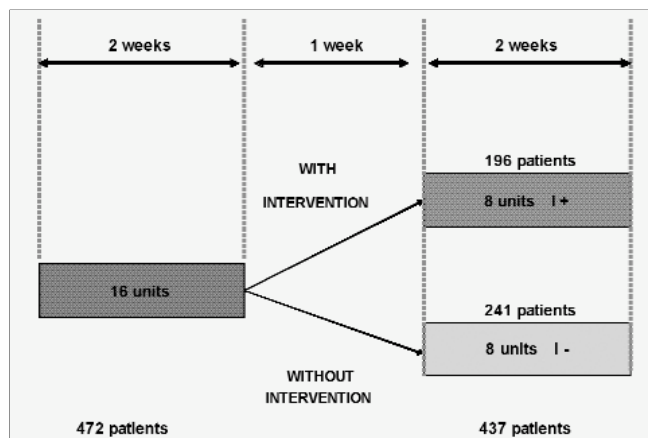 2 weeks 1 week 2 weeks
WITH
INTERVENTION
196 patients
8 units I +
16 units
241 patients
8 units I -
WITHOUT
INTERVENTION
472 patients 437 patients